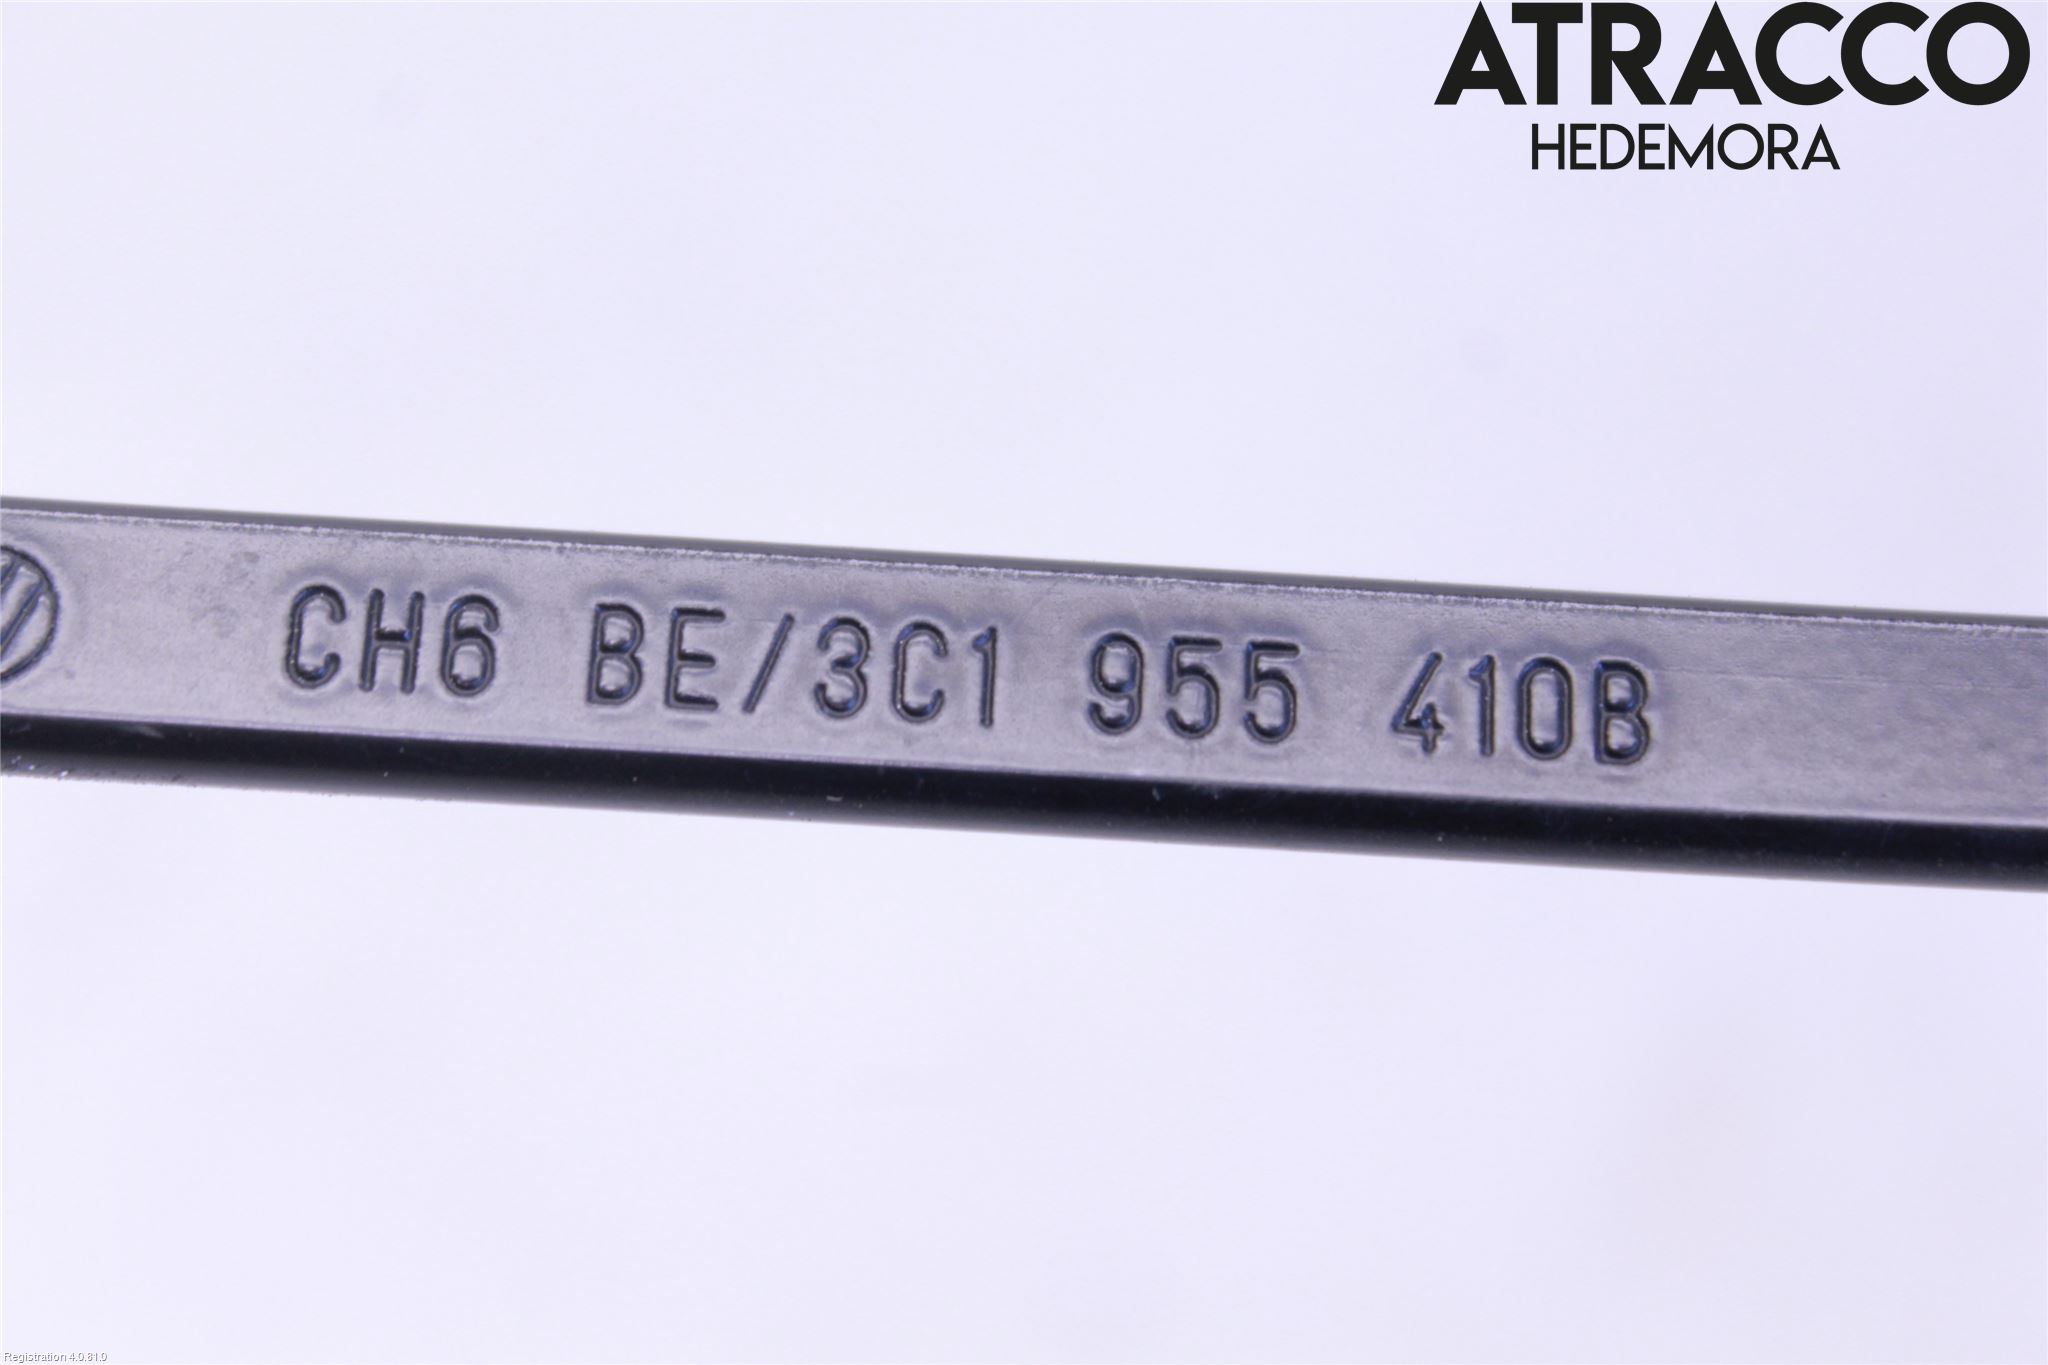 ATRACCO
HEDEMORA
CH6 BE/3C1 955 410B
Registration 4.0.81.0